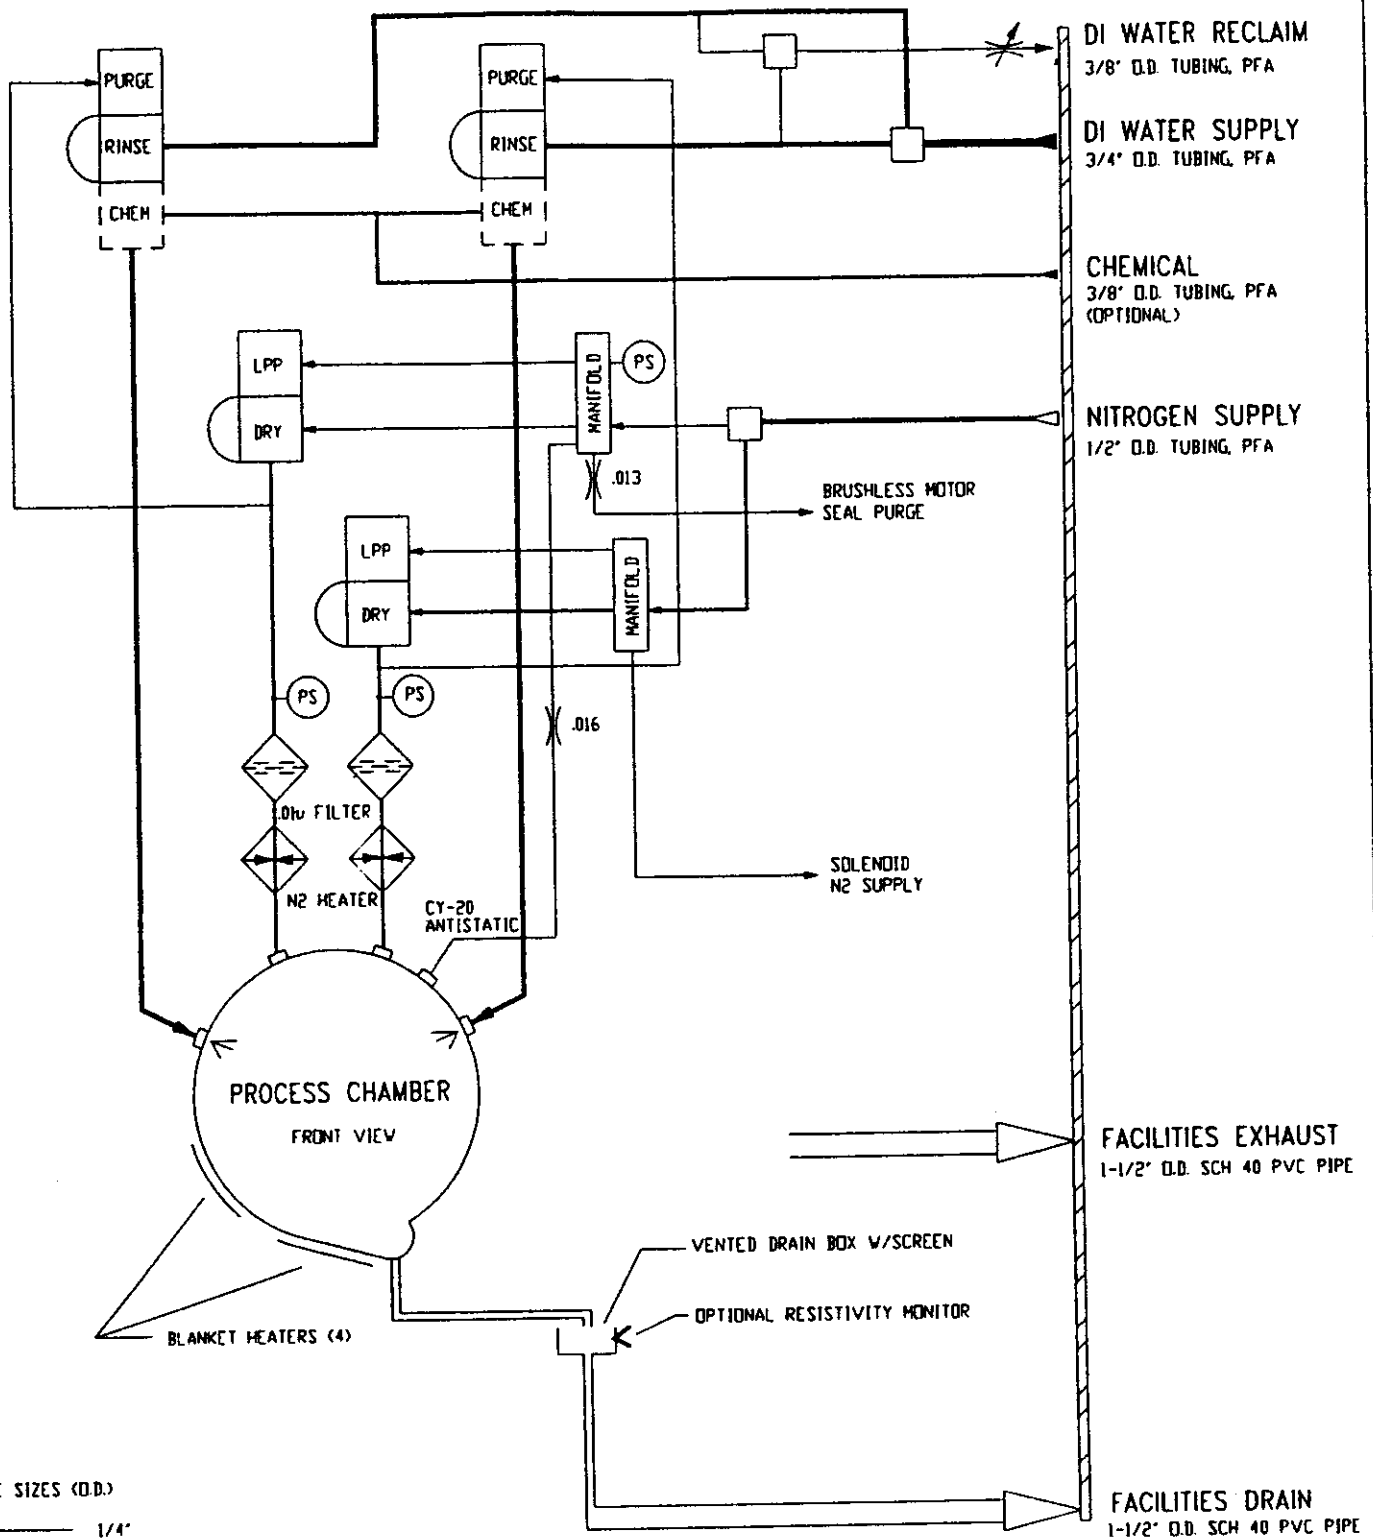 DI WATER RECLAIM
3/8" O.D. TUBING, PFA
PURGE
PURGE
DI WATER SUPPLY
3/4" O.D. TUBING, PFA
RINSE
RINSE
CHEM
CHEM
CHEMICAL
3/8" O.D. TUBING, PFA
(OPTIONAL)
LPP
MANIFOLD
PS
DRY
NITROGEN SUPPLY
1/2" O.D. TUBING, PFA
.013
BRUSHLESS MOTOR
SEAL PURGE
LPP
MANIFOLD
DRY
PS
PS
.016
FILTER
N2 HEATER
SOLENOID
N2 SUPPLY
CY-20
ANTISTATIC
PROCESS CHAMBER
FRONT VIEW
FACILITIES EXHAUST
1-1/2" O.D. SCH 40 PVC PIPE
VENTED DRAIN BOX W/SCREEN
OPTIONAL RESISTIVITY MONITOR
BLANKET HEATERS (4)
SIZES (O.D.)
1/4"
FACILITIES DRAIN
1-1/2" O.D. SCH 40 PVC PIPE